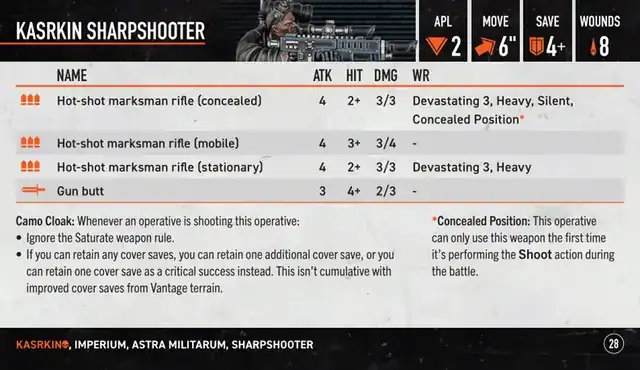 KASRKIN SHARPSHOOTER
APL MOVE SAVE WOUNDS
2 6" 4+ 8
NAME ATK HIT DMG WR
Hot-shot marksman rifle (concealed) 4 2+ 3/3 Devastating 3, Heavy, Silent,
Concealed Position*
Hot-shot marksman rifle (mobile) 4 3+ 3/4 -
Hot-shot marksman rifle (stationary) 4 2+ 3/3 Devastating 3, Heavy
Gun butt 3 4+ 2/3 -
Camo Cloak: Whenever an operative is shooting this operative:
• Ignore the Saturate weapon rule.
• If you can retain any cover saves, you can retain one additional cover save, or you
can retain one cover save as a critical success instead. This isn't cumulative with
improved cover saves from Vantage terrain.
*Concealed Position: This operative
can only use this weapon the first time
it's performing the Shoot action during
the battle.
KASRKIN, IMPERIUM, ASTRA MILITARUM, SHARPSHOOTER
28